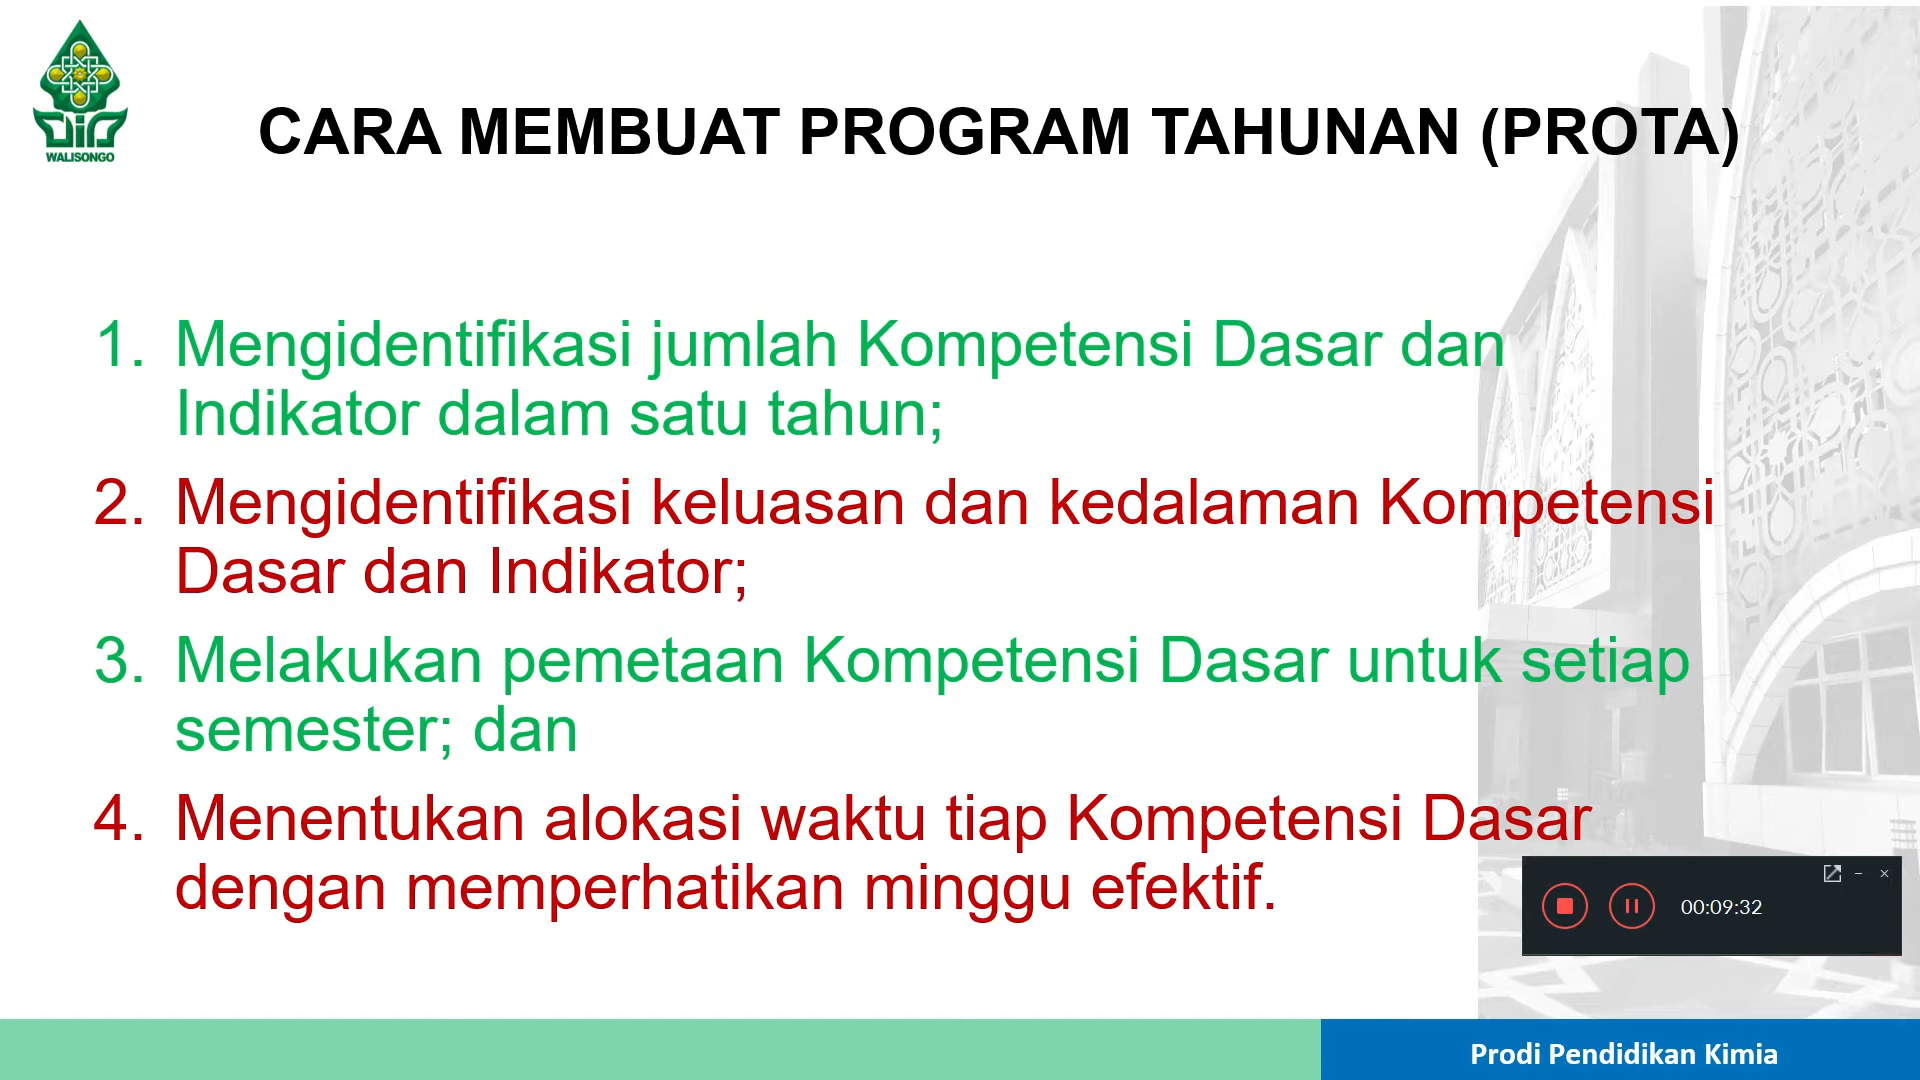 WALISONGO
CARA MEMBUAT PROGRAM TAHUNAN (PROTA)
1. Mengidentifikasi jumlah Kompetensi Dasar dan
Indikator dalam satu tahun;
2. Mengidentifikasi keluasan dan kedalaman Kompetensi
Dasar dan Indikator;
3. Melakukan pemetaan Kompetensi Dasar untuk setiap
semester; dan
4. Menentukan alokasi waktu tiap Kompetensi Dasar
dengan memperhatikan minggu efektif.
00:09:32
Prodi Pendidikan Kimia